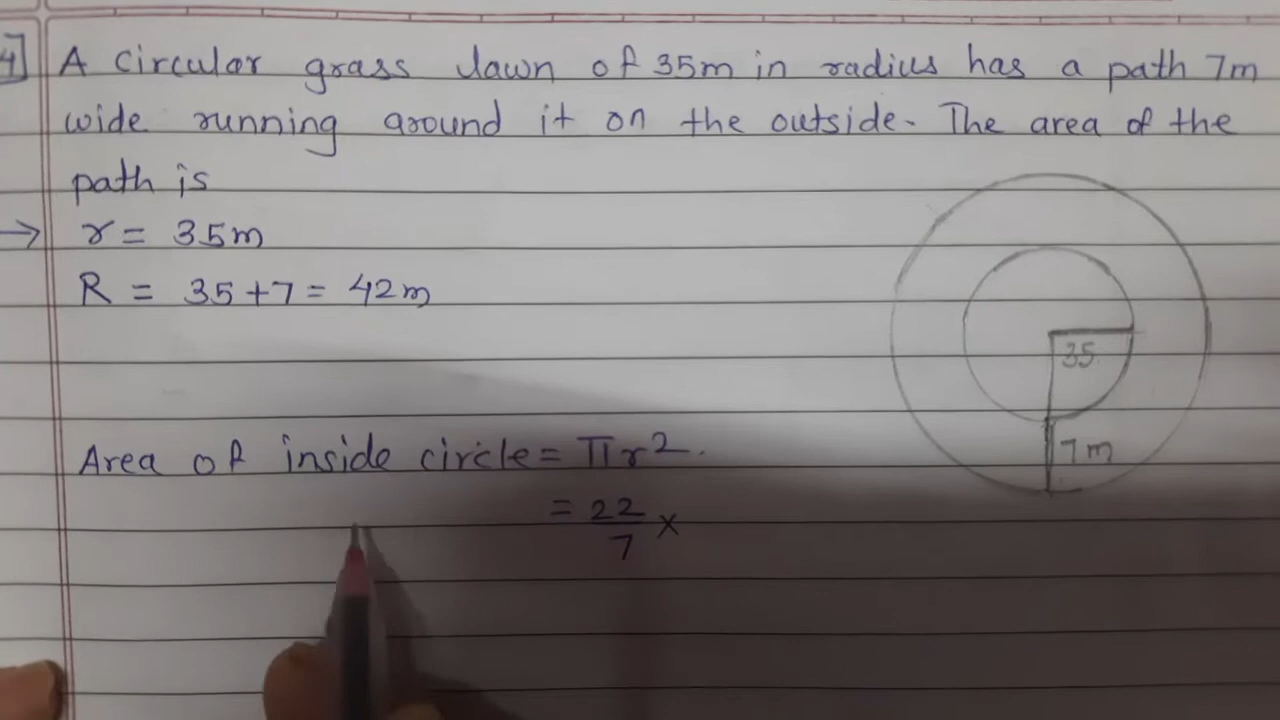 4] A circular grass lawn of 35m in radius has a path 7m
wide running around it on the outside. The area of the
path is
→ r = 35m
R = 35+7 = 42m
35
Area of inside circle = πr2.
7m
= 22/7 ×